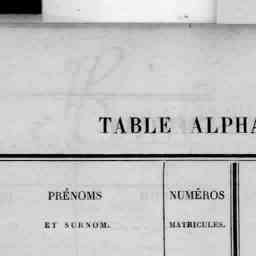 TABLE ALPHA
PRÉNOMS
ET SURNOM.
NUMÉROS
MATRICULES.